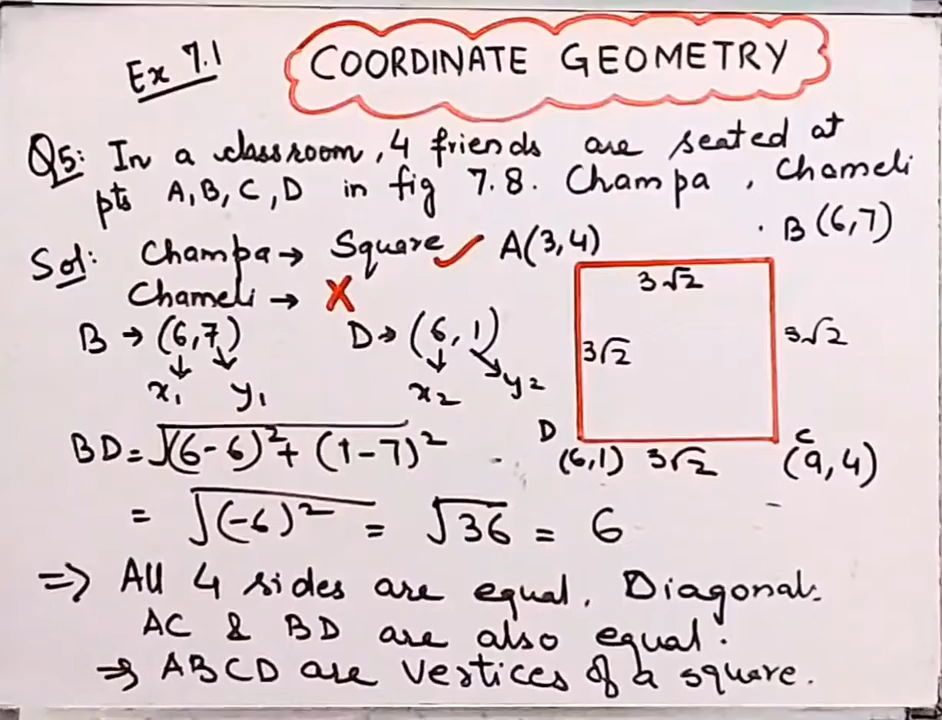 Ex 7.1
COORDINATE GEOMETRY
Q5: In a classroom, 4 friends are seated at
pts A, B, C, D in fig 7.8. Champa, Chameli
Sol: Champa → Square ✓
Chameli → X
A(3,4)
B(6,7)
3√2
3√2
3√2
D
(6,1) 3√2
C
(9,4)
B → (6,7)
D → (6,1)
x₁ y₁
x₂ y₂
BD = √(6-6)² + (1-7)²
= √(-6)² = √36 = 6
=> All 4 sides are equal. Diagonals
AC & BD are also equal.
→ ABCD are vertices of a square.